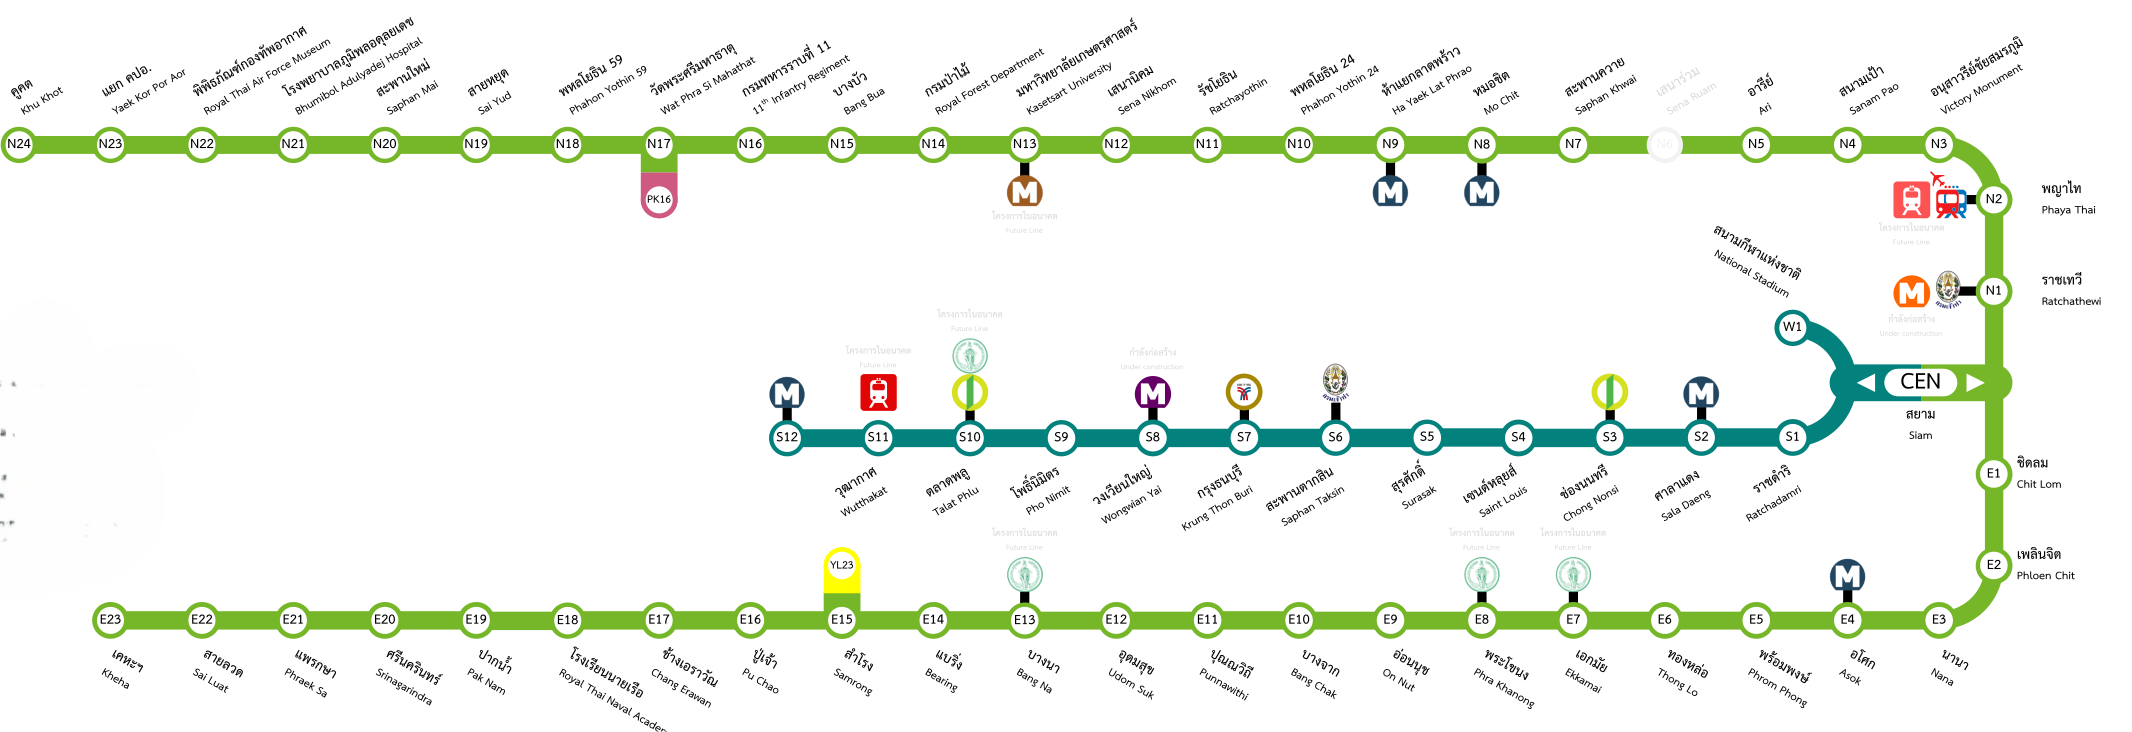 คูคต
Khu Khot
แยก คปอ.
Yaek Kor Por Aor
พิพิธภัณฑ์กองทัพอากาศ
Royal Thai Air Force Museum
โรงพยาบาลภูมิพลอดุลยเดช
Bhumibol Adulyadej Hospital
สะพานใหม่
Saphan Mai
สายหยุด
Sai Yud
พหลโยธิน 59
Phahon Yothin 59
วัดพระศรีมหาธาตุ
Wat Phra Si Mahathat
กรมทหารราบที่ 11
11th Infantry Regiment
บางบัว
Bang Bua
กรมป่าไม้
Royal Forest Department
มหาวิทยาลัยเกษตรศาสตร์
Kasetsart University
เสนานิคม
Sena Nikhom
รัชโยธิน
Ratchayothin
พหลโยธิน 24
Phahon Yothin 24
ห้าแยกลาดพร้าว
Ha Yaek Lat Phrao
หมอชิต
Mo Chit
สะพานควาย
Saphan Khwai
เสนาร่วม
Sena Ruam
อารีย์
Ari
สนามเป้า
Sanam Pao
อนุสาวรีย์ชัยสมรภูมิ
Victory Monument
N24 N23 N22 N21 N20 N19 N18 N17 N16 N15 N14 N13 N12 N11 N10 N9 N8 N7 N6 N5 N4 N3
PK16
M
โครงการในอนาคต
Future Line
M
M
N2
พญาไท
Phaya Thai
โครงการในอนาคต
Future Line
M
N1
ราชเทวี
Ratchathewi
กำลังก่อสร้าง
Under construction
สนามกีฬาแห่งชาติ
National Stadium
W1
CEN
สยาม
Siam
M
โครงการในอนาคต
Future Line
โครงการในอนาคต
Future Line
กำลังก่อสร้าง
Under construction
M
M
S12 S11 S10 S9 S8 S7 S6 S5 S4 S3 S2 S1
วุฒากาศ
Wutthakat
ตลาดพลู
Talat Phlu
โพธิ์นิมิตร
Pho Nimit
วงเวียนใหญ่
Wongwian Yai
กรุงธนบุรี
Krung Thon Buri
สะพานตากสิน
Saphan Taksin
สุรศักดิ์
Surasak
เซนต์หลุยส์
Saint Louis
ช่องนนทรี
Chong Nonsi
ศาลาแดง
Sala Daeng
ราชดำริ
Ratchadamri
E1
ชิดลม
Chit Lom
E2
เพลินจิต
Phloen Chit
YL23
โครงการในอนาคต
Future Line
โครงการในอนาคต
Future Line
โครงการในอนาคต
Future Line
M
E23 E22 E21 E20 E19 E18 E17 E16 E15 E14 E13 E12 E11 E10 E9 E8 E7 E6 E5 E4 E3
เคหะฯ
Kheha
สายลวด
Sai Luat
แพรกษา
Phraek Sa
ศรีนครินทร์
Srinagarindra
ปากน้ำ
Pak Nam
โรงเรียนนายเรือ
Royal Thai Naval Academ
ช้างเอราวัณ
Chang Erawan
ปู่เจ้า
Pu Chao
สำโรง
Samrong
แบริ่ง
Bearing
บางนา
Bang Na
อุดมสุข
Udom Suk
ปุณณวิถี
Punnawithi
บางจาก
Bang Chak
อ่อนนุช
On Nut
พระโขนง
Phra Khanong
เอกมัย
Ekkamai
ทองหล่อ
Thong Lo
พร้อมพงษ์
Phrom Phong
อโศก
Asok
นานา
Nana